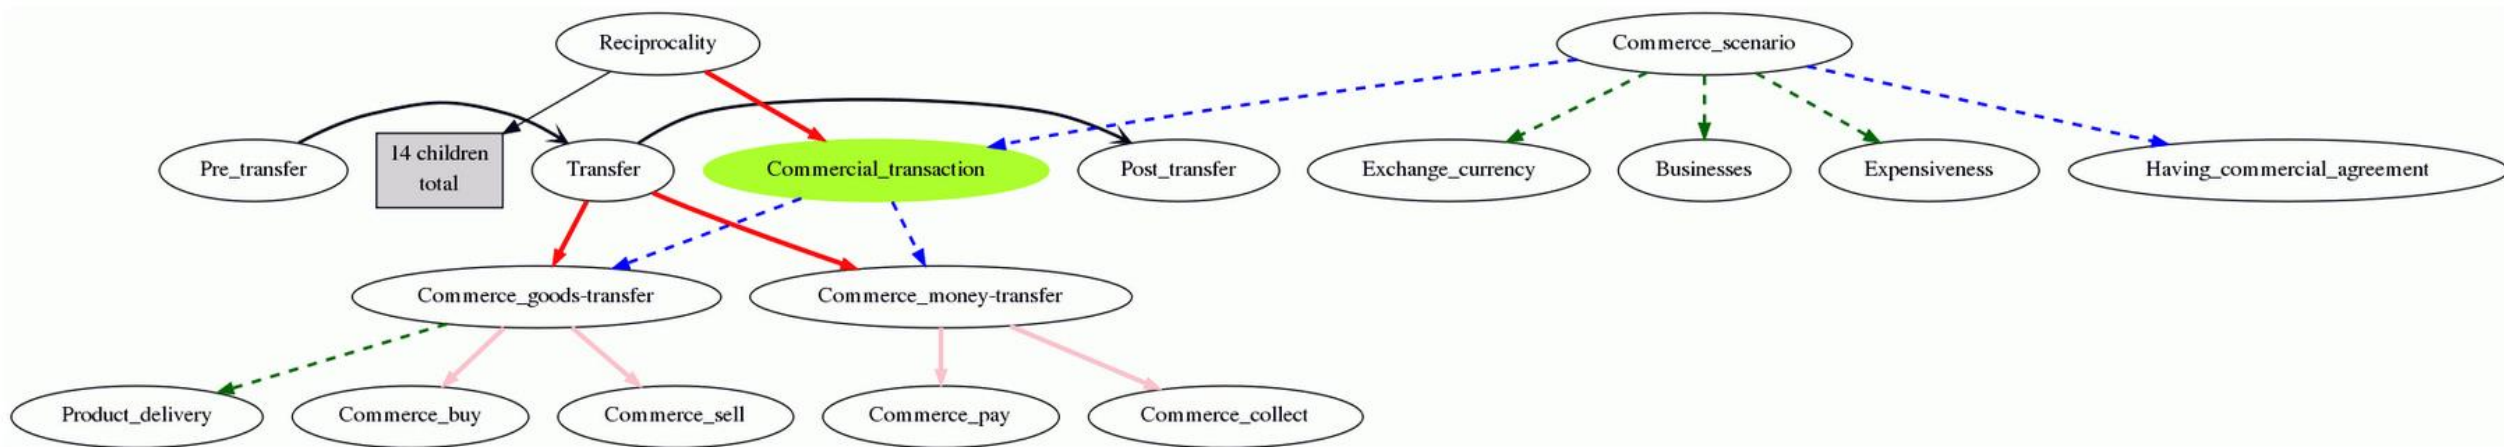 Reciprocality
Commerce_scenario
Pre_transfer
14 children
total
Transfer
Commercial_transaction
Post_transfer
Exchange_currency
Businesses
Expensiveness
Having_commercial_agreement
Commerce_goods-transfer
Commerce_money-transfer
Product_delivery
Commerce_buy
Commerce_sell
Commerce_pay
Commerce_collect